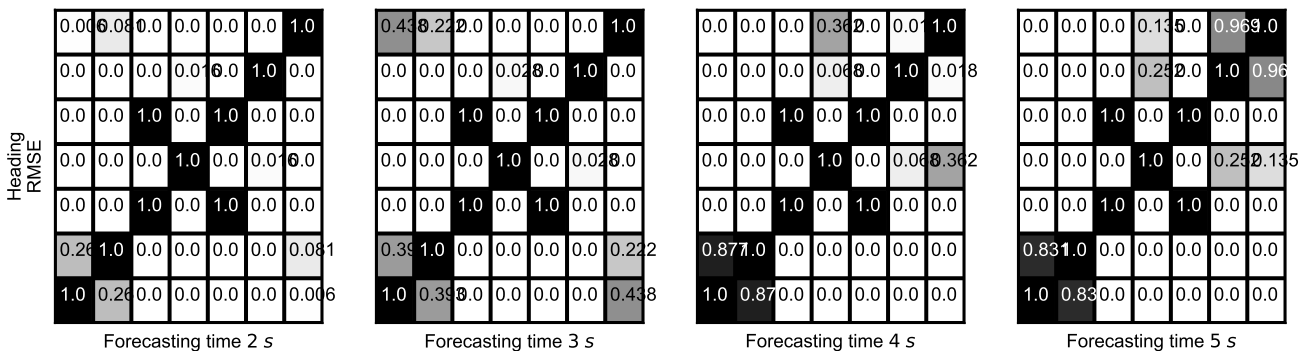 Heading
RMSE
0.006 0.081 0.0 0.0 0.0 0.0 1.0
0.0 0.0 0.0 0.016 0.0 1.0 0.0
0.0 0.0 1.0 0.0 1.0 0.0 0.0
0.0 0.0 0.0 1.0 0.0 0.016 0.0
0.0 0.0 1.0 0.0 1.0 0.0 0.0
0.26 1.0 0.0 0.0 0.0 0.0 0.081
1.0 0.26 0.0 0.0 0.0 0.0 0.006
Forecasting time 2 s
0.438 0.222 0.0 0.0 0.0 0.0 1.0
0.0 0.0 0.0 0.028 0.0 1.0 0.0
0.0 0.0 1.0 0.0 1.0 0.0 0.0
0.0 0.0 0.0 1.0 0.0 0.028 0.0
0.0 0.0 1.0 0.0 1.0 0.0 0.0
0.39 1.0 0.0 0.0 0.0 0.0 0.222
1.0 0.393 0.0 0.0 0.0 0.0 0.438
Forecasting time 3 s
0.0 0.0 0.0 0.362 0.0 0.01 1.0
0.0 0.0 0.0 0.068 0.0 1.0 0.018
0.0 0.0 1.0 0.0 1.0 0.0 0.0
0.0 0.0 0.0 1.0 0.0 0.068 0.362
0.0 0.0 1.0 0.0 1.0 0.0 0.0
0.877 1.0 0.0 0.0 0.0 0.0 0.0
1.0 0.87 0.0 0.0 0.0 0.0 0.0
Forecasting time 4 s
0.0 0.0 0.0 0.135 0.0 0.969 1.0
0.0 0.0 0.0 0.252 0.0 1.0 0.96
0.0 0.0 1.0 0.0 1.0 0.0 0.0
0.0 0.0 0.0 1.0 0.0 0.252 0.135
0.0 0.0 1.0 0.0 1.0 0.0 0.0
0.831 1.0 0.0 0.0 0.0 0.0 0.0
1.0 0.83 0.0 0.0 0.0 0.0 0.0
Forecasting time 5 s